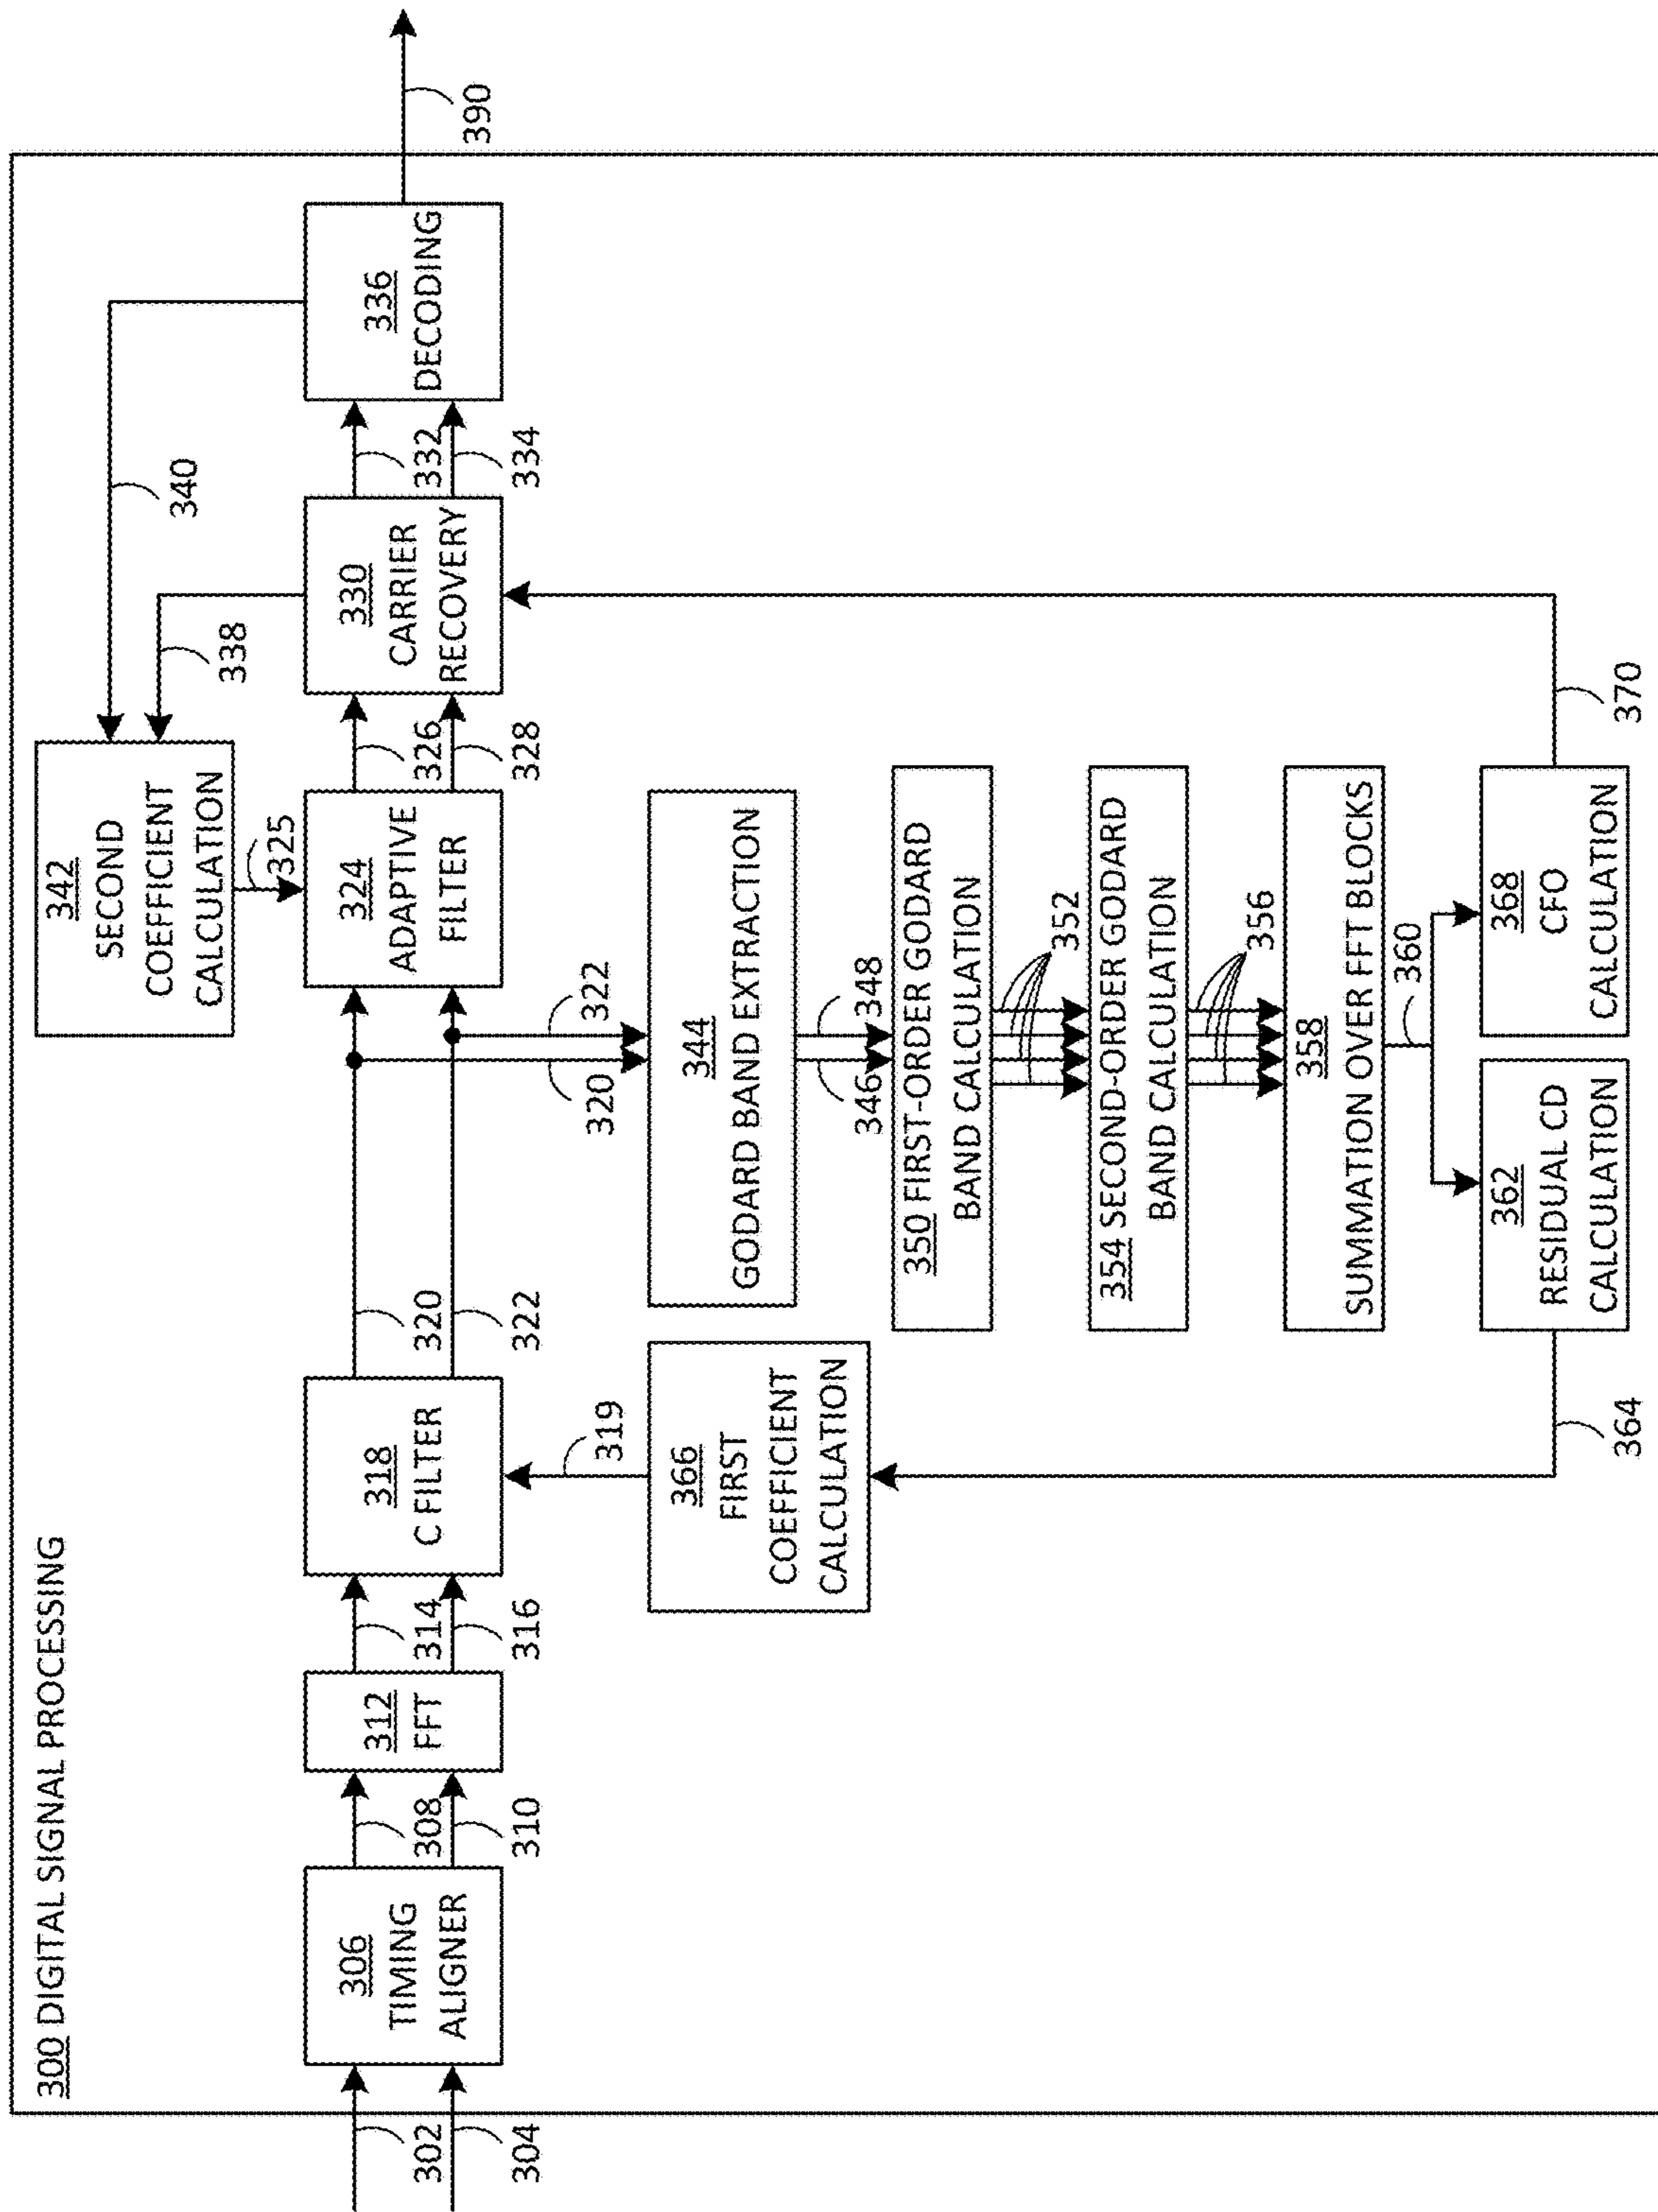 300 DIGITAL SIGNAL PROCESSING
302
304
306
TIMING
ALIGNER
308
310
312
FFT
314
316
318
C FILTER
319
320
322
342
SECOND
COEFFICIENT
CALCULATION
325
324
ADAPTIVE
FILTER
326
328
338
340
330
CARRIER
RECOVERY
332
334
336
DECODING
390
320
322
344
GODARD BAND EXTRACTION
346
348
350 FIRST-ORDER GODARD
BAND CALCULATION
352
354 SECOND-ORDER GODARD
BAND CALCULATION
356
358
SUMMATION OVER FFT BLOCKS
360
362
RESIDUAL CD
CALCULATION
364
366
FIRST
COEFFICIENT
CALCULATION
368
CFO
CALCULATION
370